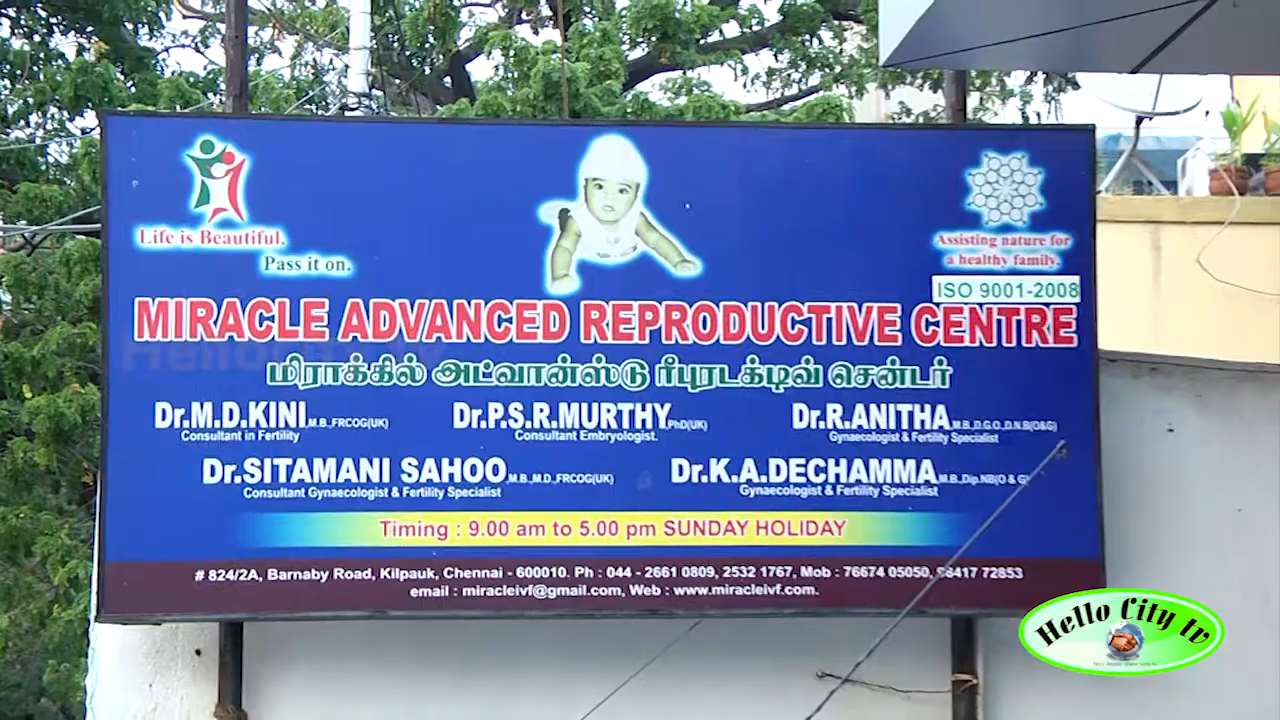 Life is Beautiful.
Pass it on.
Assisting nature for
a healthy family.
ISO 9001-2008
MIRACLE ADVANCED REPRODUCTIVE CENTRE
மிராக்கில் அட்வான்ஸ்டு ரீபுரடக்டிவ் சென்டர்
Dr.M.D.KINI,M.B.,FRCOG(UK) Dr.P.S.R.MURTHY,PhD(UK) Dr.R.ANITHA,M.B.,D.G.O.,D.N.B(O&G)
Consultant in Fertility Consultant Embryologist. Gynaecologist & Fertility Specialist
Dr.SITAMANI SAHOO,M.B.,M.D.,FRCOG(UK) Dr.K.A.DECHAMMA,M.B.,Dip.NB(O & G)
Consultant Gynaecologist & Fertility Specialist Gynaecologist & Fertility Specialist
Timing : 9.00 am to 5.00 pm SUNDAY HOLIDAY
# 824/2A, Barnaby Road, Kilpauk, Chennai - 600010. Ph : 044 - 2661 0809, 2532 1767, Mob : 76674 05050, 98417 72853
email : miracleivf@gmail.com, Web : www.miracleivf.com.
Hello City tv